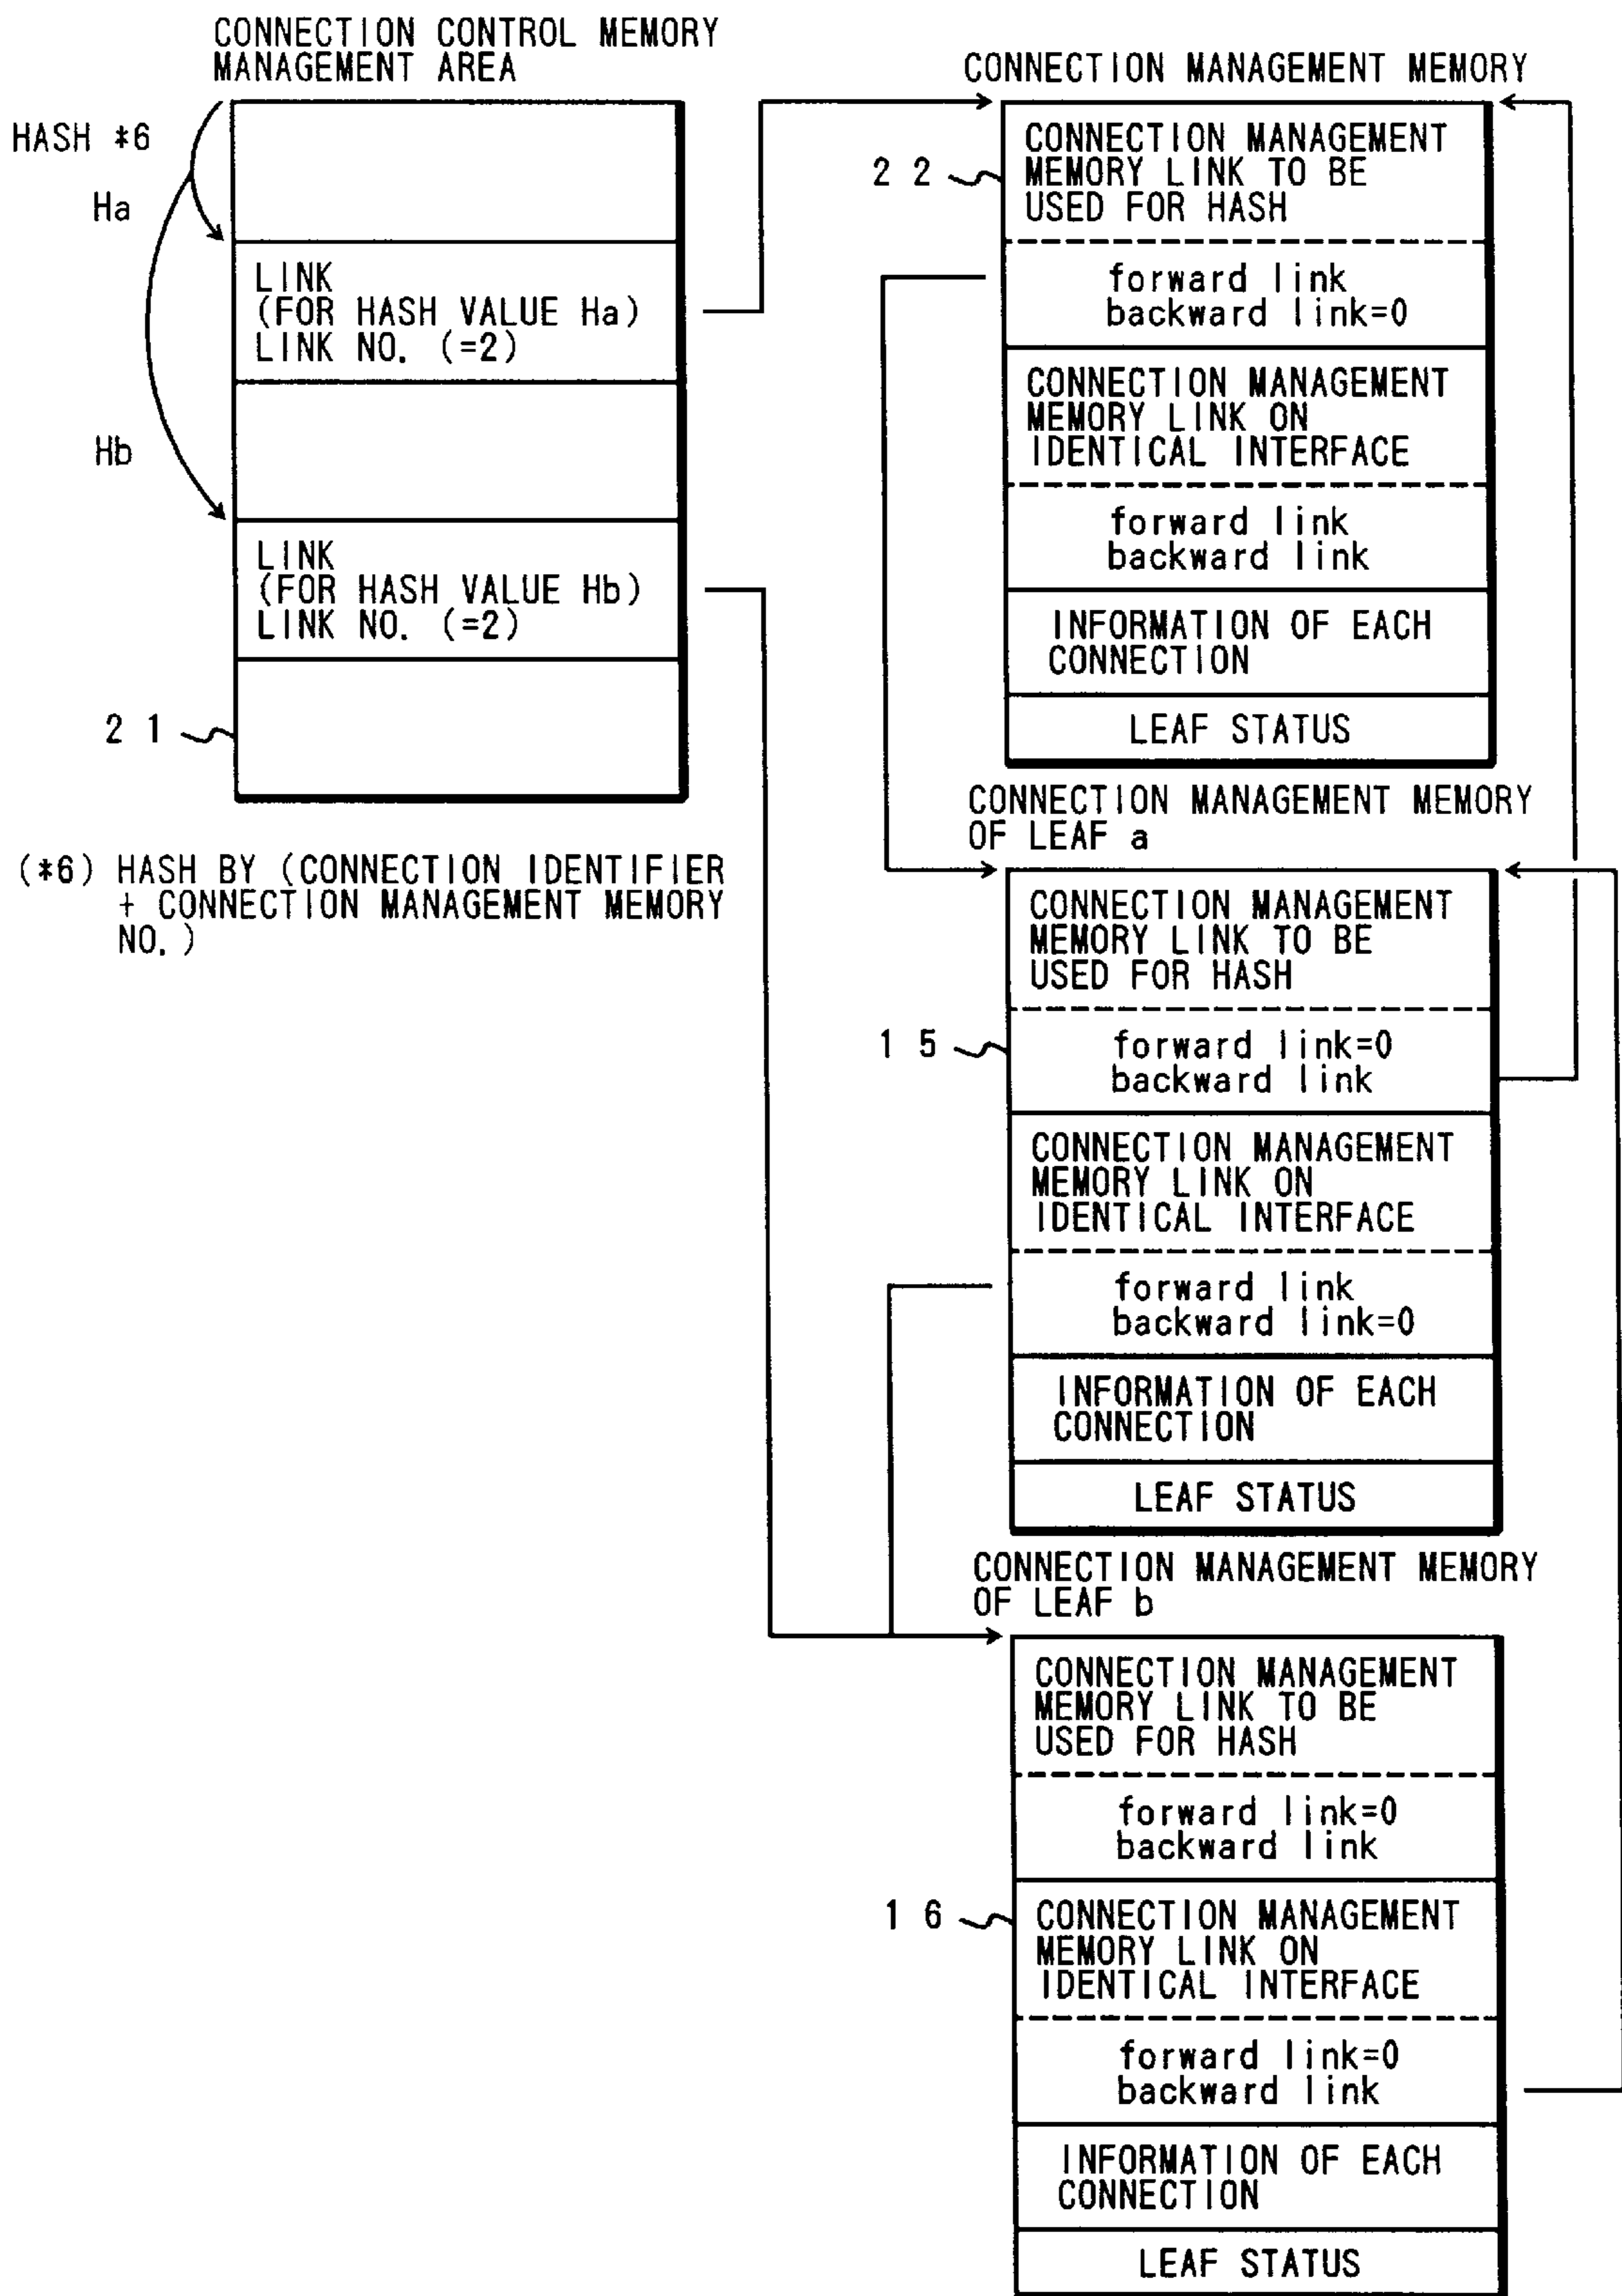 CONNECTION CONTROL MEMORY
MANAGEMENT AREA
HASH *6
Ha
LINK
(FOR HASH VALUE Ha)
LINK NO. (=2)
Hb
LINK
(FOR HASH VALUE Hb)
LINK NO. (=2)
2 1
(*6) HASH BY (CONNECTION IDENTIFIER
+ CONNECTION MANAGEMENT MEMORY
NO.)
CONNECTION MANAGEMENT MEMORY
2 2
CONNECTION MANAGEMENT
MEMORY LINK TO BE
USED FOR HASH
forward link
backward link=0
CONNECTION MANAGEMENT
MEMORY LINK ON
IDENTICAL INTERFACE
forward link
backward link
INFORMATION OF EACH
CONNECTION
LEAF STATUS
CONNECTION MANAGEMENT MEMORY
OF LEAF a
CONNECTION MANAGEMENT
MEMORY LINK TO BE
USED FOR HASH
1 5
forward link=0
backward link
CONNECTION MANAGEMENT
MEMORY LINK ON
IDENTICAL INTERFACE
forward link
backward link=0
INFORMATION OF EACH
CONNECTION
LEAF STATUS
CONNECTION MANAGEMENT MEMORY
OF LEAF b
CONNECTION MANAGEMENT
MEMORY LINK TO BE
USED FOR HASH
forward link=0
backward link
1 6
CONNECTION MANAGEMENT
MEMORY LINK ON
IDENTICAL INTERFACE
forward link=0
backward link
INFORMATION OF EACH
CONNECTION
LEAF STATUS